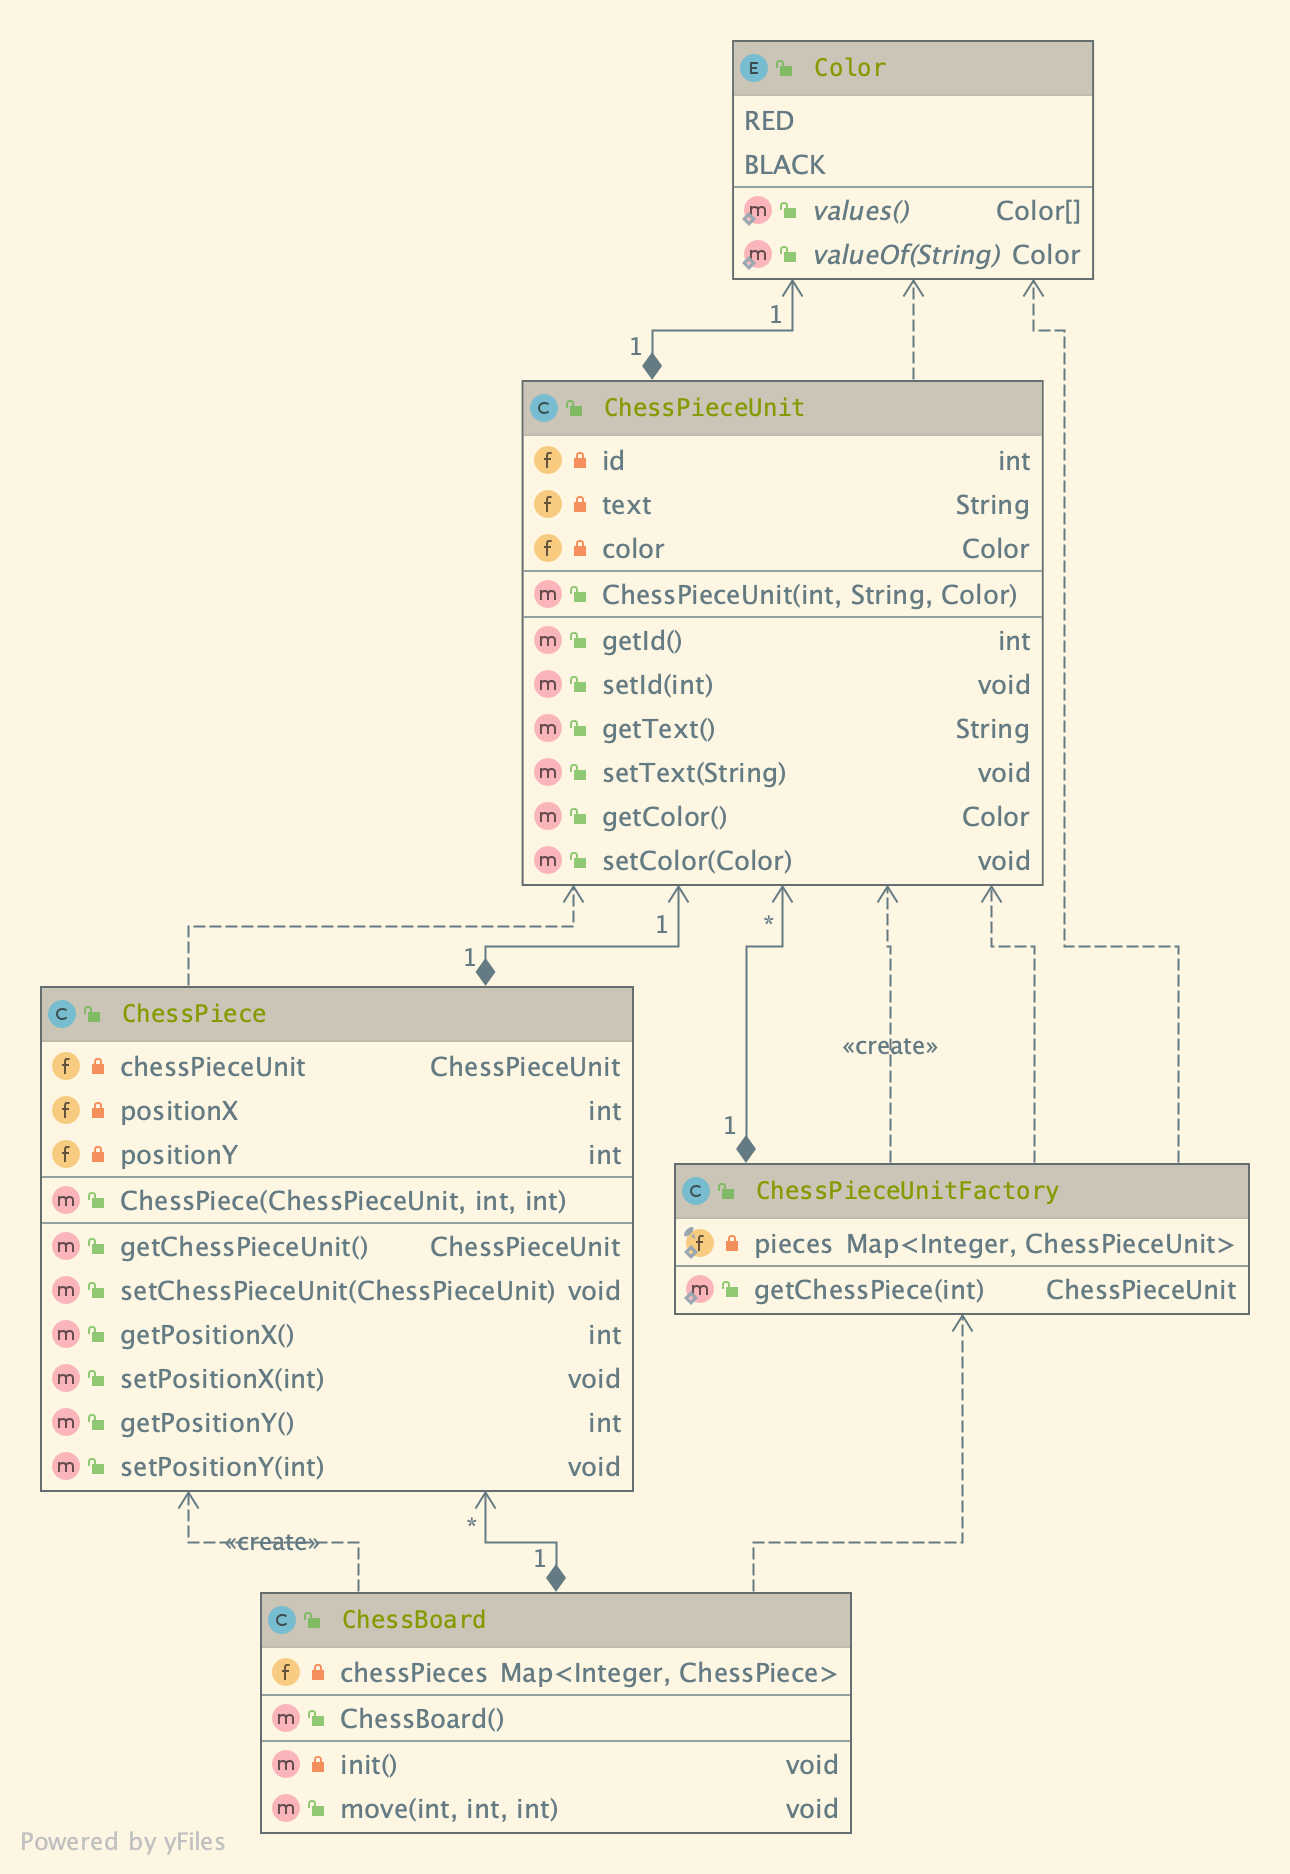 E Color
RED
BLACK
m values() Color[]
m valueOf(String) Color
1
1
C ChessPieceUnit
f id int
f text String
f color Color
m ChessPieceUnit(int, String, Color)
m getId() int
m setId(int) void
m getText() String
m setText(String) void
m getColor() Color
m setColor(Color) void
1 *
1
C ChessPiece
f chessPieceUnit ChessPieceUnit
f positionX int
f positionY int
m ChessPiece(ChessPieceUnit, int, int)
m getChessPieceUnit() ChessPieceUnit
m setChessPieceUnit(ChessPieceUnit) void
m getPositionX() int
m setPositionX(int) void
m getPositionY() int
m setPositionY(int) void
«create»
1
C ChessPieceUnitFactory
f pieces Map<Integer, ChessPieceUnit>
m getChessPiece(int) ChessPieceUnit
*
«create»
1
C ChessBoard
f chessPieces Map<Integer, ChessPiece>
m ChessBoard()
m init() void
m move(int, int, int) void
Powered by yFiles